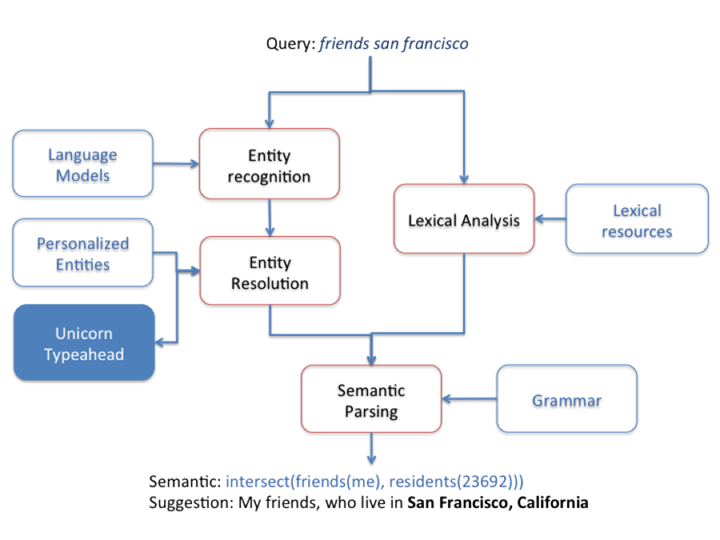 Query: friends san francisco
Language
Models
Entity
recognition
Lexical Analysis
Lexical
resources
Personalized
Entities
Entity
Resolution
Unicorn
Typeahead
Semantic
Parsing
Grammar
Semantic: intersect(friends(me), residents(23692)))
Suggestion: My friends, who live in San Francisco, California